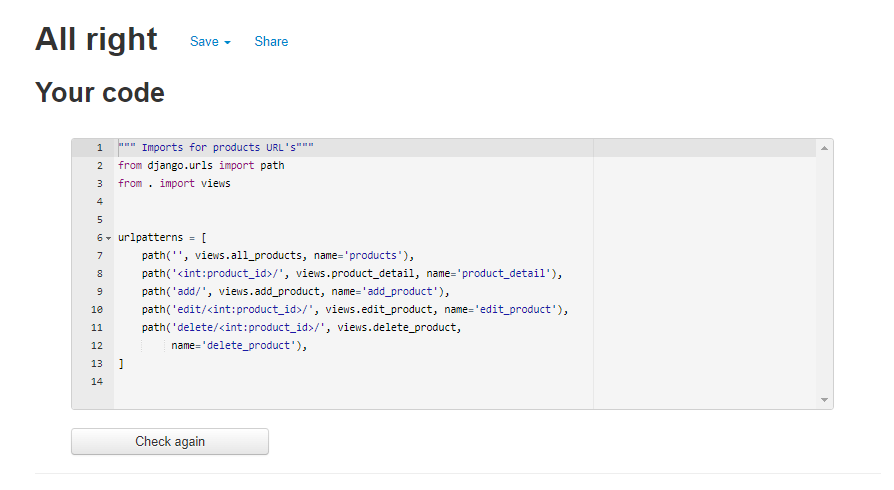 All right Save Share
Your code
1 """ Imports for products URL's"""
2 from django.urls import path
3 from . import views
4
5
6 urlpatterns = [
7     path('', views.all_products, name='products'),
8     path('<int:product_id>/', views.product_detail, name='product_detail'),
9     path('add/', views.add_product, name='add_product'),
10     path('edit/<int:product_id>/', views.edit_product, name='edit_product'),
11     path('delete/<int:product_id>/', views.delete_product,
12          name='delete_product'),
13 ]
14
Check again